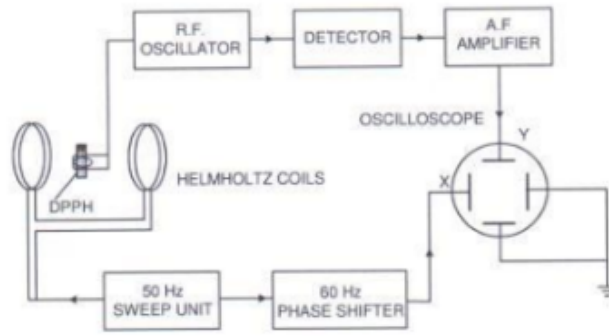 R.F.
OSCILLATOR
DETECTOR
A.F
AMPLIFIER
OSCILLOSCOPE
Y
X
HELMHOLTZ COILS
DPPH
50 Hz
SWEEP UNIT
60 Hz
PHASE SHIFTER